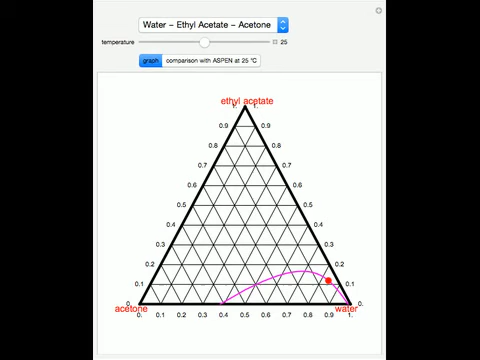 Water – Ethyl Acetate – Acetone
temperature 25
graph comparison with ASPEN at 25 °C
ethyl acetate
1. 1.
0.9 0.9
0.8 0.8
0.7 0.7
0.6 0.6
0.5 0.5
0.4 0.4
0.3 0.3
0.2 0.2
0.1 0.1
0. 0.
acetone water
0. 0.1 0.2 0.3 0.4 0.5 0.6 0.7 0.8 0.9 1.